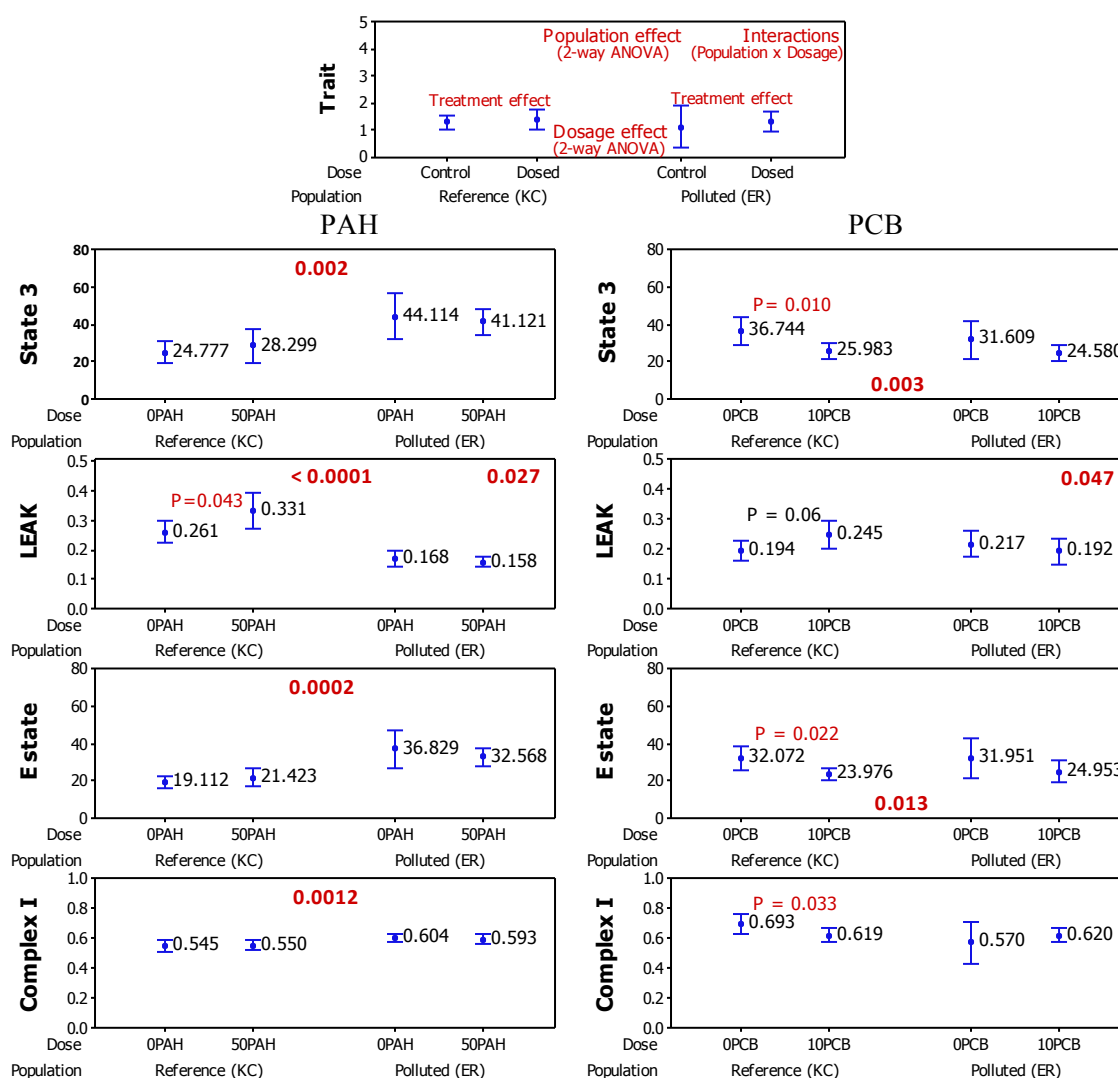 Trait
5
4
3
2
1
0
Population effect
(2-way ANOVA)
Interactions
(Population x Dosage)
Treatment effect
Treatment effect
Dosage effect
(2-way ANOVA)
Dose Control Dosed Control Dosed
Population Reference (KC) Polluted (ER)
PAH PCB
State 3
80
60
40
20
0
0.002
24.777 28.299 44.114 41.121
Dose 0PAH 50PAH 0PAH 50PAH
Population Reference (KC) Polluted (ER)
State 3
80
60
40
20
0
P= 0.010
36.744 25.983 31.609 24.580
0.003
Dose 0PCB 10PCB 0PCB 10PCB
Population Reference (KC) Polluted (ER)
LEAK
0.5
0.4
0.3
0.2
0.1
0.0
< 0.0001 0.027
P=0.043
0.261 0.331 0.168 0.158
Dose 0PAH 50PAH 0PAH 50PAH
Population Reference (KC) Polluted (ER)
LEAK
0.5
0.4
0.3
0.2
0.1
0.0
0.047
P = 0.06
0.194 0.245 0.217 0.192
Dose 0PCB 10PCB 0PCB 10PCB
Population Reference (KC) Polluted (ER)
E state
80
60
40
20
0
0.0002
19.112 21.423 36.829 32.568
Dose 0PAH 50PAH 0PAH 50PAH
Population Reference (KC) Polluted (ER)
E state
80
60
40
20
0
P = 0.022
32.072 23.976 31.951 24.953
0.013
Dose 0PCB 10PCB 0PCB 10PCB
Population Reference (KC) Polluted (ER)
Complex I
1.0
0.8
0.6
0.4
0.2
0.0
0.0012
0.545 0.550 0.604 0.593
Dose 0PAH 50PAH 0PAH 50PAH
Population Reference (KC) Polluted (ER)
Complex I
1.0
0.8
0.6
0.4
0.2
0.0
P = 0.033
0.693 0.619 0.570 0.620
Dose 0PCB 10PCB 0PCB 10PCB
Population Reference (KC) Polluted (ER)